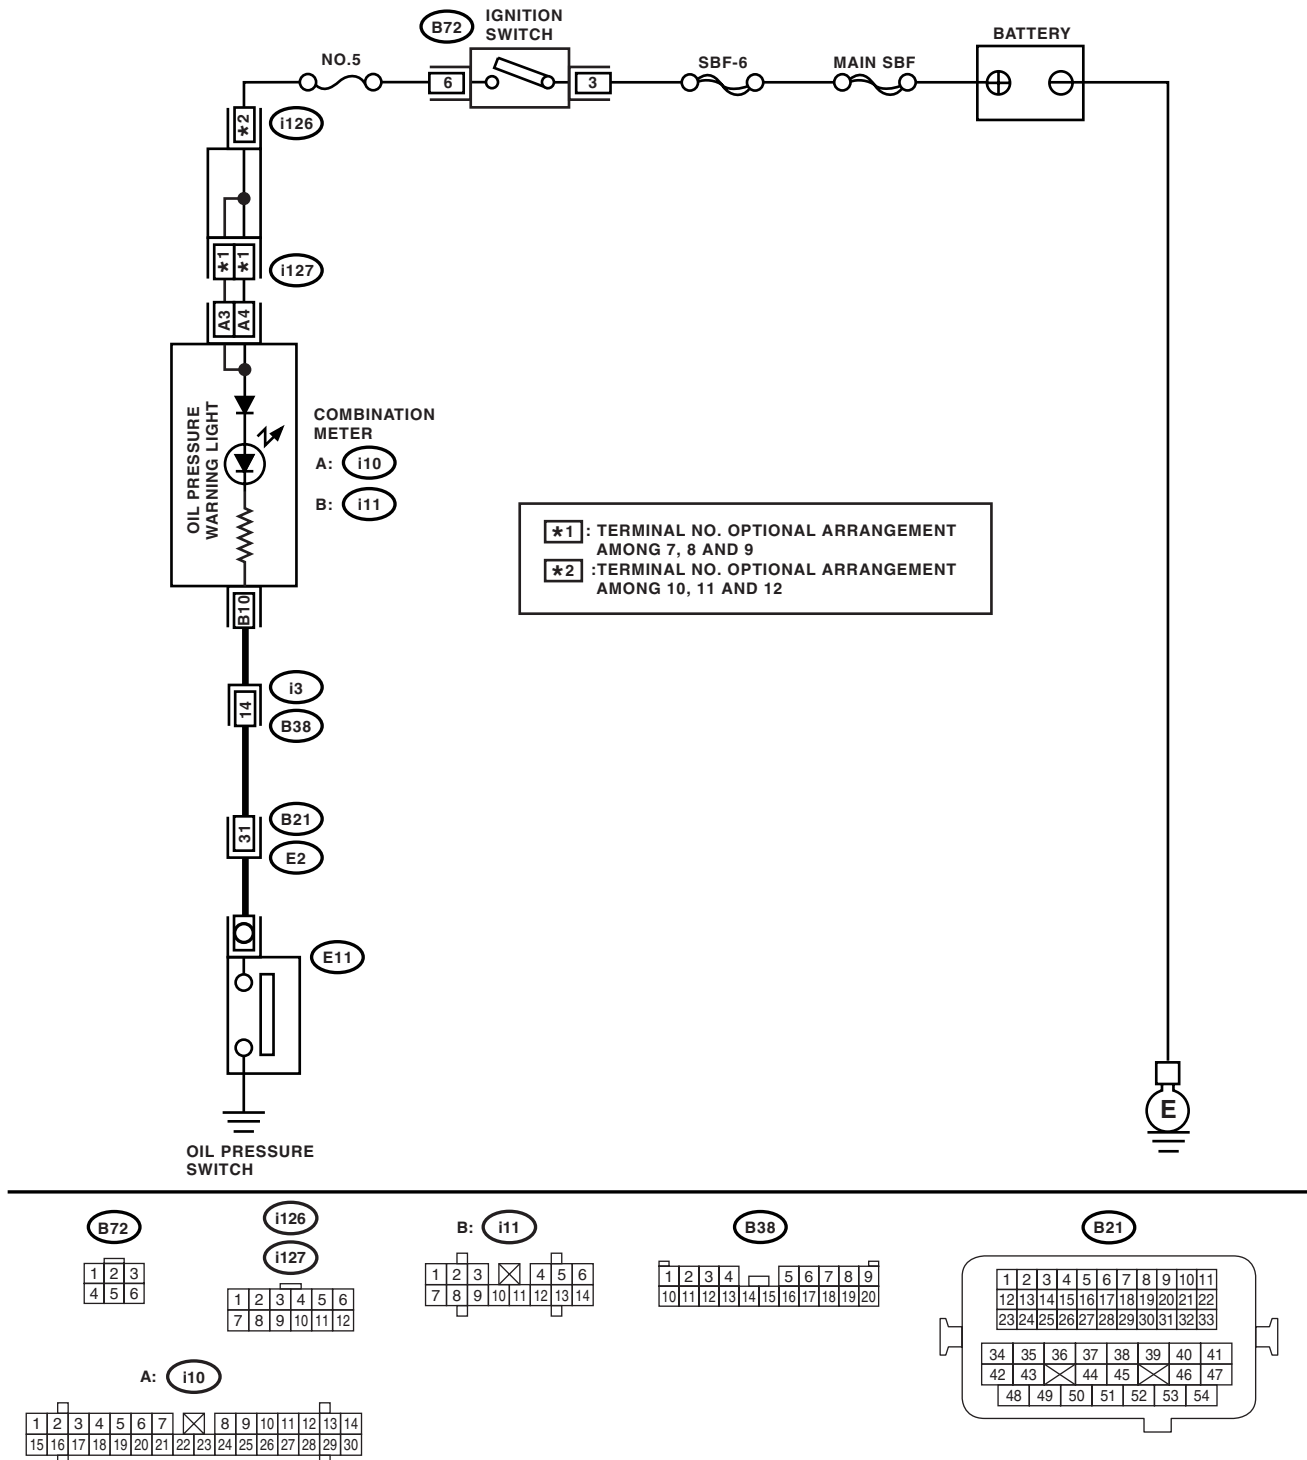 B72
IGNITION
SWITCH
BATTERY
NO.5
SBF-6
MAIN SBF
6
3
*2
i126
*1 *1
i127
A3 A4
OIL PRESSURE
WARNING LIGHT
COMBINATION
METER
A: i10
B: i11
*1 : TERMINAL NO. OPTIONAL ARRANGEMENT
AMONG 7, 8 AND 9
*2 :TERMINAL NO. OPTIONAL ARRANGEMENT
AMONG 10, 11 AND 12
B10
14
i3
B38
31
B21
E2
E11
E
OIL PRESSURE
SWITCH
B72
1 2 3
4 5 6
i126
i127
1 2 3 4 5 6
7 8 9 10 11 12
B: i11
1 2 3 4 5 6
7 8 9 10 11 12 13 14
B38
1 2 3 4 5 6 7 8 9
10 11 12 13 14 15 16 17 18 19 20
B21
1 2 3 4 5 6 7 8 9 10 11
12 13 14 15 16 17 18 19 20 21 22
23 24 25 26 27 28 29 30 31 32 33
34 35 36 37 38 39 40 41
42 43 44 45 46 47
48 49 50 51 52 53 54
A: i10
1 2 3 4 5 6 7 8 9 10 11 12 13 14
15 16 17 18 19 20 21 22 23 24 25 26 27 28 29 30